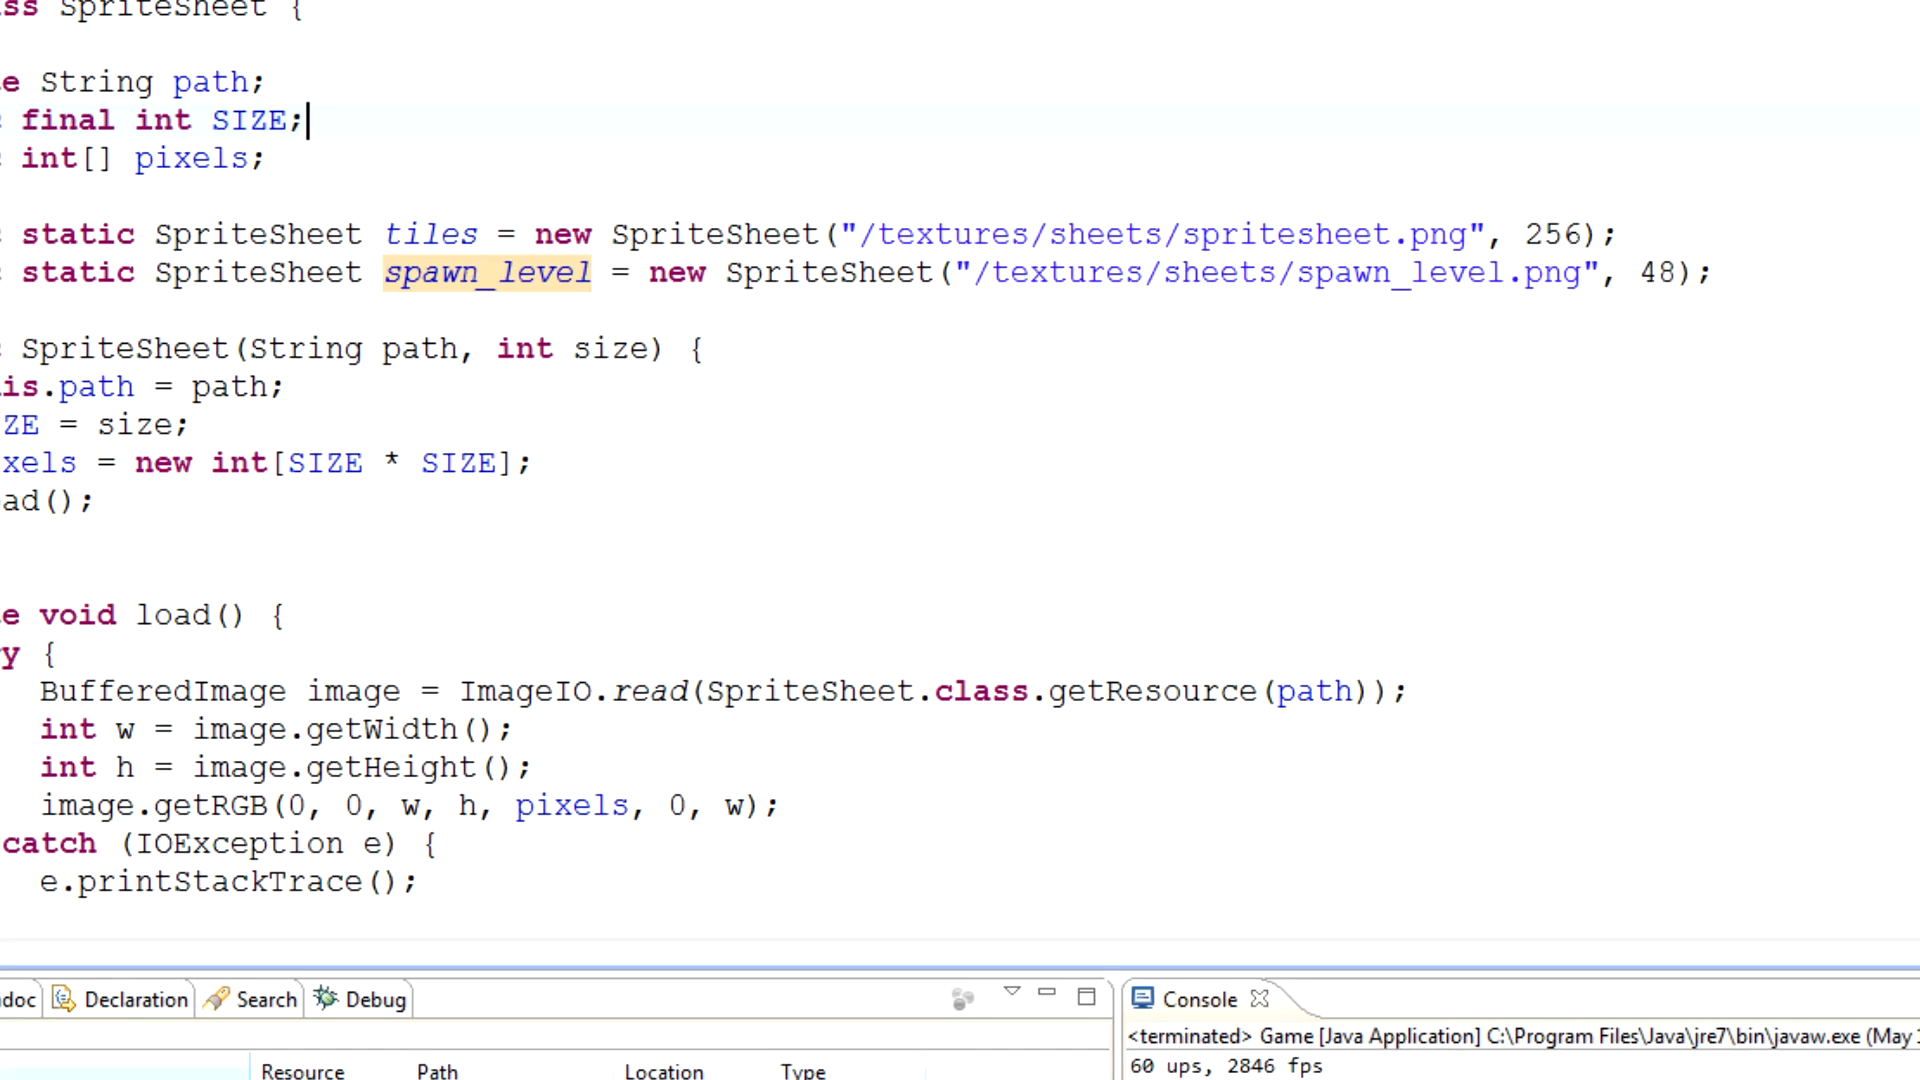 ss SpriteSheet {
e String path;
final int SIZE;
int[] pixels;
static SpriteSheet tiles = new SpriteSheet("/textures/sheets/spritesheet.png", 256);
static SpriteSheet spawn_level = new SpriteSheet("/textures/sheets/spawn_level.png", 48);
SpriteSheet(String path, int size) {
is.path = path;
ZE = size;
xels = new int[SIZE * SIZE];
ad();
e void load() {
y {
BufferedImage image = ImageIO.read(SpriteSheet.class.getResource(path));
int w = image.getWidth();
int h = image.getHeight();
image.getRGB(0, 0, w, h, pixels, 0, w);
catch (IOException e) {
e.printStackTrace();
doc Declaration Search Debug
Console
<terminated> Game [Java Application] C:\Program Files\Java\jre7\bin\javaw.exe (May
60 ups, 2846 fps
Resource Path Location Type